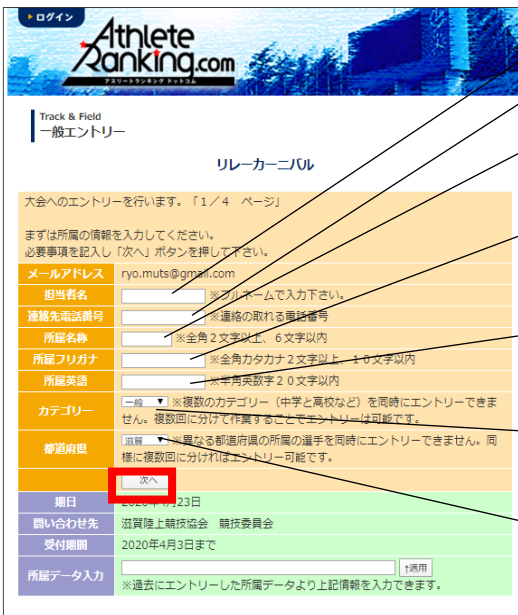 ログイン
Athlete
Ranking.com
アスリートランキング ドットコム
Track & Field
一般エントリー
リレーカーニバル
大会へのエントリーを行います。「1/4 ページ」
まずは所属の情報を入力してください。
必要事項を記入し「次へ」ボタンを押して下さい。
メールアドレス ryo.muts@gmail.com
担当者名 ※フルネームで入力下さい。
連絡先電話番号 ※連絡の取れる電話番号
所属名称 ※全角2文字以上、6文字以内
所属フリガナ ※全角カタカナ2文字以上、16文字以内
所属英語 ※半角英数字20文字以内
カテゴリー 一般 ▼ ※複数のカテゴリー(中学と高校など)を同時にエントリーできま
せん。複数回に分けて作業することでエントリーは可能です。
都道府県 滋賀 ▼ ※異なる都道府県の所属の選手を同時にエントリーできません。同
様に複数回に分ければエントリー可能です。
次へ
期日 2020年4月23日
問い合わせ先 滋賀陸上競技協会 競技委員会
受付期間 2020年4月3日まで
所属データ入力 ↑適用
※過去にエントリーした所属データより上記情報を入力できます。